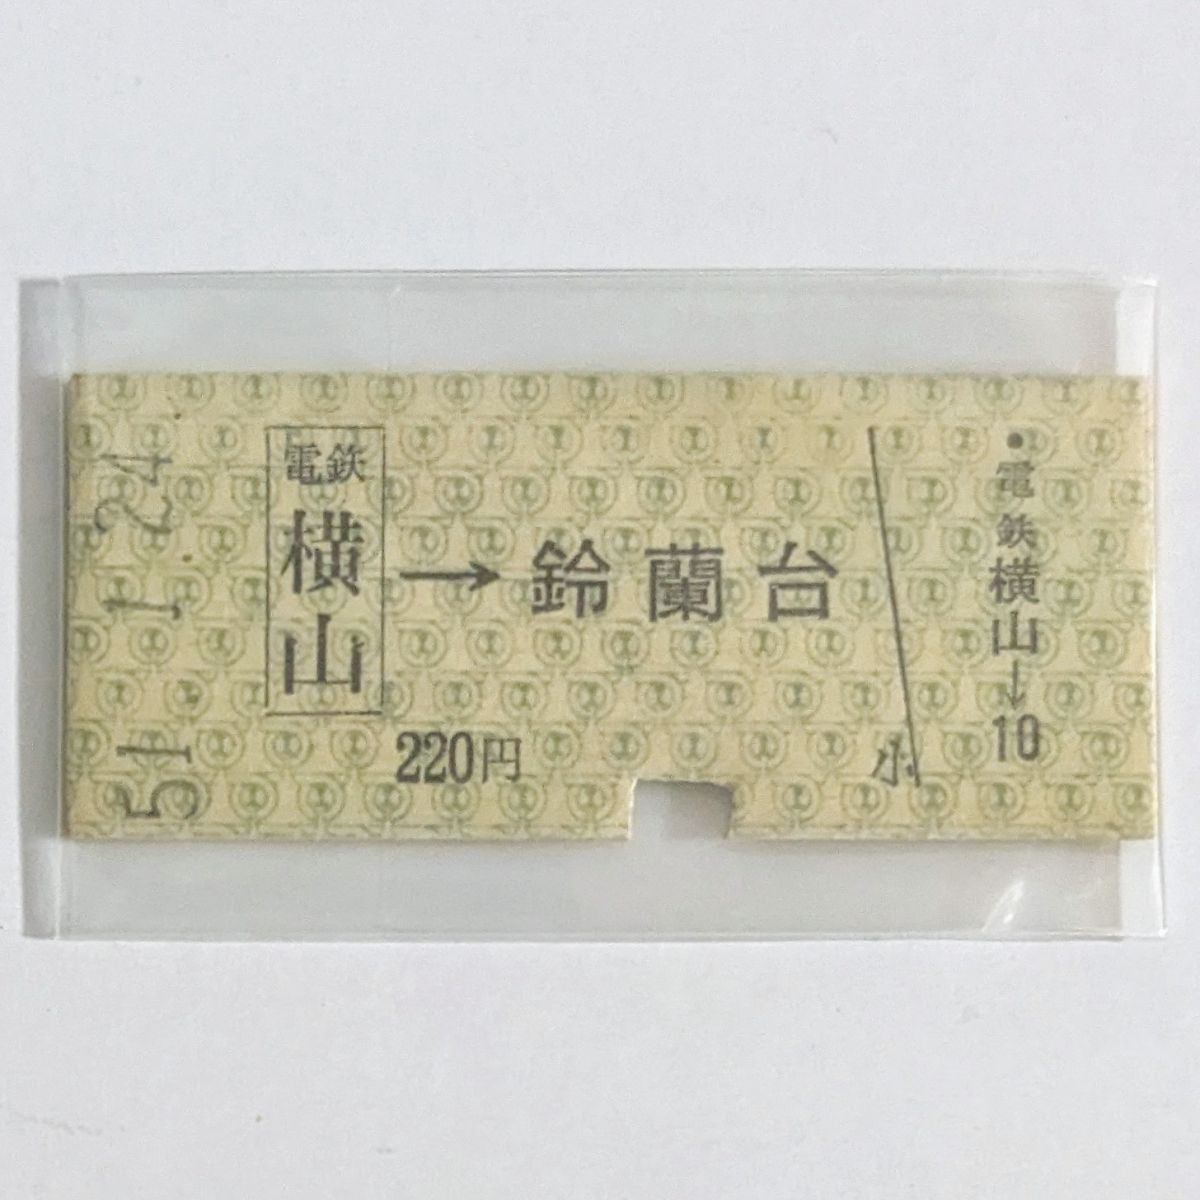 51 1 24
電鉄
横山
→鈴蘭台
220円
小
•電鉄横山→10